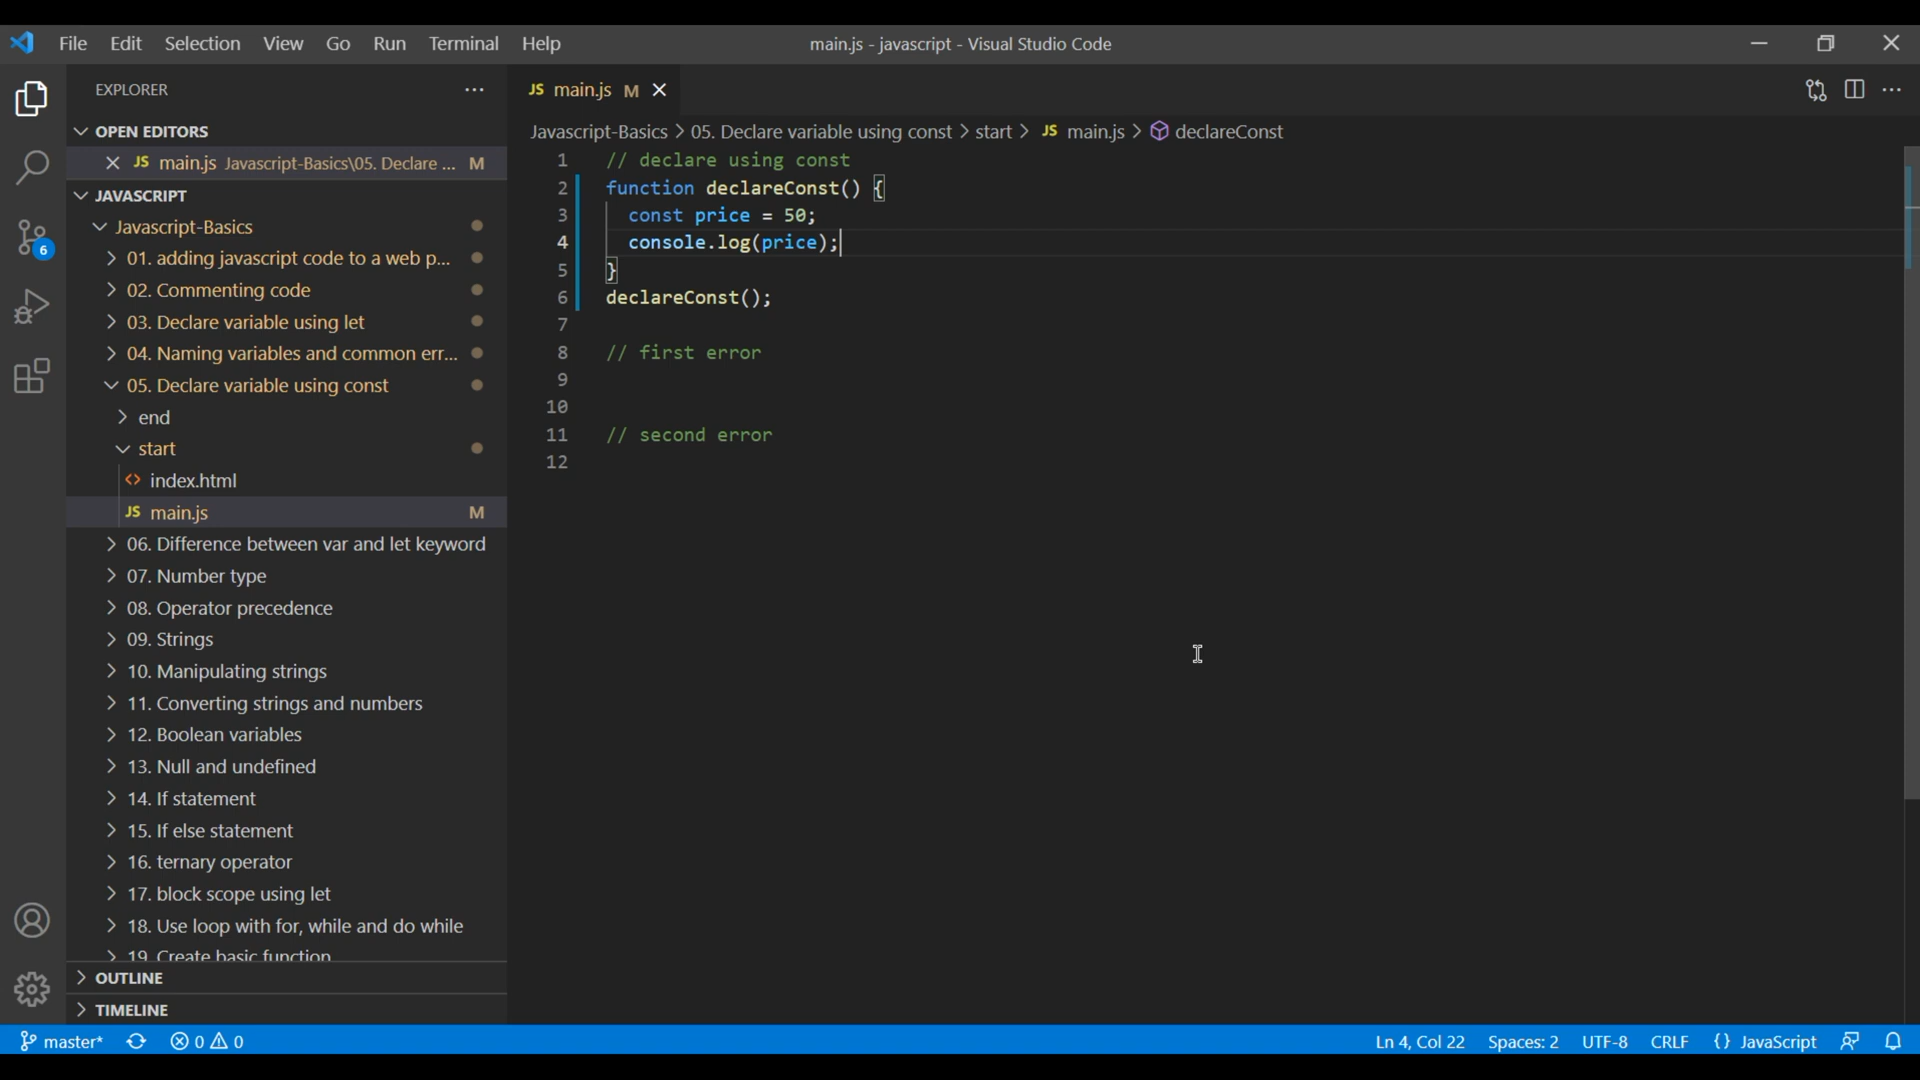 File Edit Selection View Go Run Terminal Help
main.js - javascript - Visual Studio Code
EXPLORER
OPEN EDITORS
JS main.js Javascript-Basics\05. Declare ... M
JAVASCRIPT
Javascript-Basics
01. adding javascript code to a web p...
02. Commenting code
03. Declare variable using let
04. Naming variables and common err...
05. Declare variable using const
end
start
<> index.html
JS main.js M
06. Difference between var and let keyword
07. Number type
08. Operator precedence
09. Strings
10. Manipulating strings
11. Converting strings and numbers
12. Boolean variables
13. Null and undefined
14. If statement
15. If else statement
16. ternary operator
17. block scope using let
18. Use loop with for, while and do while
19. Create basic function
OUTLINE
TIMELINE
6
JS main.js M
Javascript-Basics > 05. Declare variable using const > start > JS main.js > declareConst
1 // declare using const
2 function declareConst() {
3 const price = 50;
4 console.log(price);
5 }
6 declareConst();
7
8 // first error
9
10
11 // second error
12
master* 0 0
Ln 4, Col 22 Spaces: 2 UTF-8 CRLF {} JavaScript